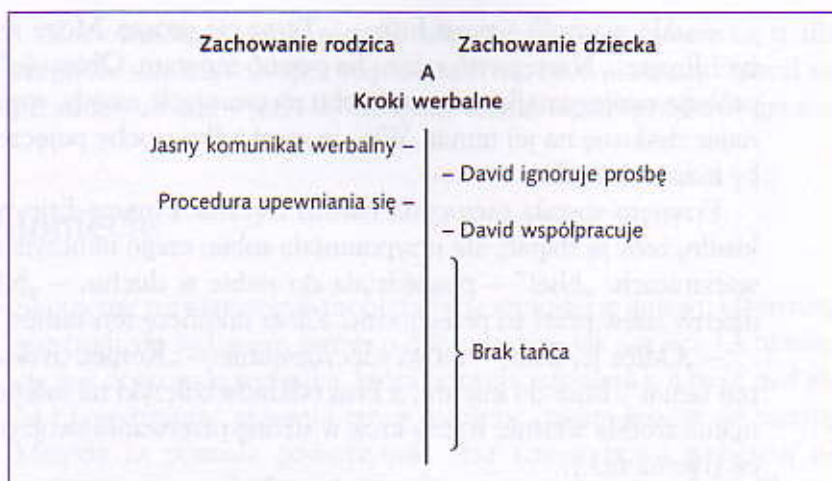 Zachowanie rodzica Zachowanie dziecka
A
Kroki werbalne
Jasny komunikat werbalny –
– David ignoruje prośbę
Procedura upewniania się –
– David współpracuje
Brak tańca